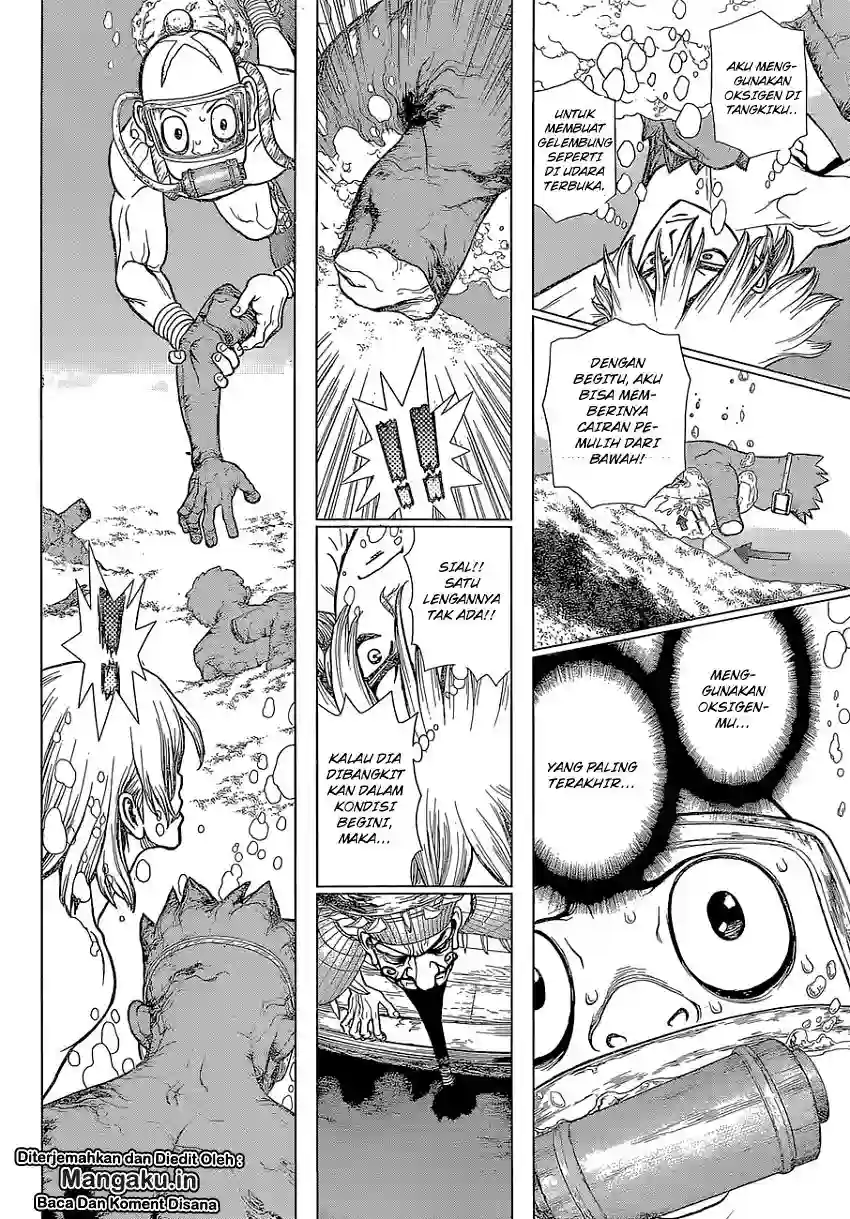 AKU MENG-
GUNAKAN
OKSIGEN DI
TANGKIKU..
UNTUK
MEMBUAT
GELEMBUNG
SEPERTI
DI UDARA
TERBUKA.
DENGAN
BEGITU, AKU
BISA MEM-
BERINYA
CAIRAN PE-
MULIH DARI
BAWAH!
MENG-
GUNAKAN
OKSIGEN-
MU...
YANG PALING
TERAKHIR...
!!
SIAL!!
SATU
LENGANNYA
TAK ADA!!
KALAU DIA
DIBANGKIT
KAN DALAM
KONDISI
BEGINI,
MAKA...
!!
Diterjemahkan dan Diedit Oleh :
Mangaku.in
Baca Dan Koment Disana